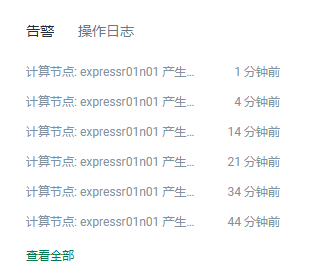 告警 操作日志
计算节点: expressr01n01 产生... 1 分钟前
计算节点: expressr01n01 产生... 4 分钟前
计算节点: expressr01n01 产生... 14 分钟前
计算节点: expressr01n01 产生... 21 分钟前
计算节点: expressr01n01 产生... 34 分钟前
计算节点: expressr01n01 产生... 44 分钟前
查看全部